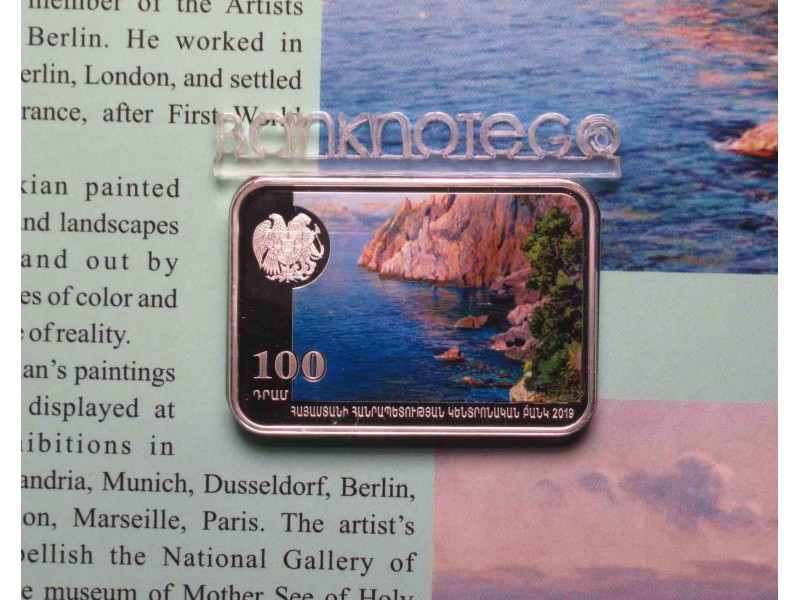 member of the Artists
Berlin. He worked in
erlin, London, and settled
rance, after First World
BanknoteGo
kian painted
nd landscapes
and out by
es of color and
e of reality.
an's paintings
displayed at
ibitions in
andria, Munich, Dusseldorf, Berlin,
on, Marseille, Paris. The artist's
bellish the National Gallery of
e museum of Mother See of Holy
100
ԴՐԱՄ
ՀԱՅԱՍՏԱՆԻ ՀԱՆՐԱՊԵՏՈՒԹՅԱՆ ԿԵՆՏՐՈՆԱԿԱՆ ԲԱՆԿ 2019